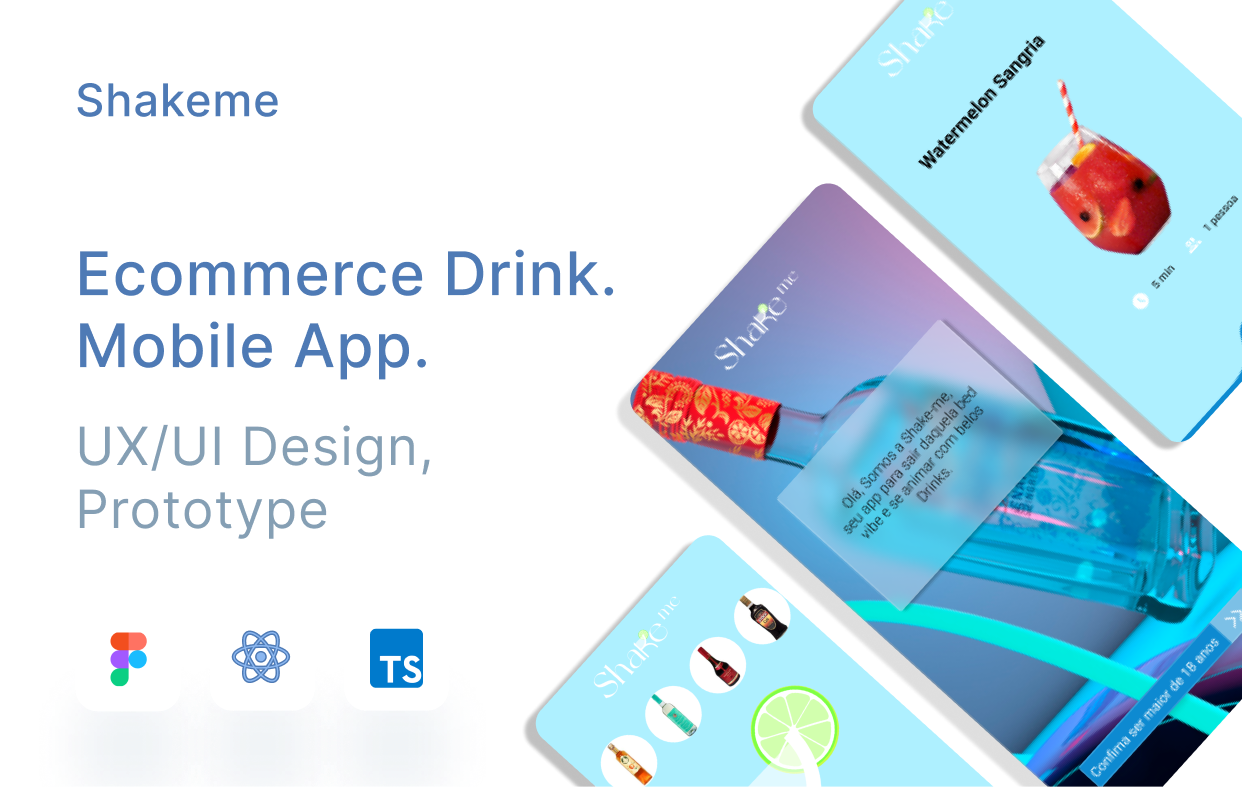 Shakeme
Ecommerce Drink.
Mobile App.
UX/UI Design,
Prototype
TS
Shake
Watermelon Sangria
5 min
1 pessoa
Shake me
Olá, Somos a Shake-me,
seu app para sair daquela bed
vibe e se animar com belos
Drinks.
Confima ser maior de 18 anos
Shake me